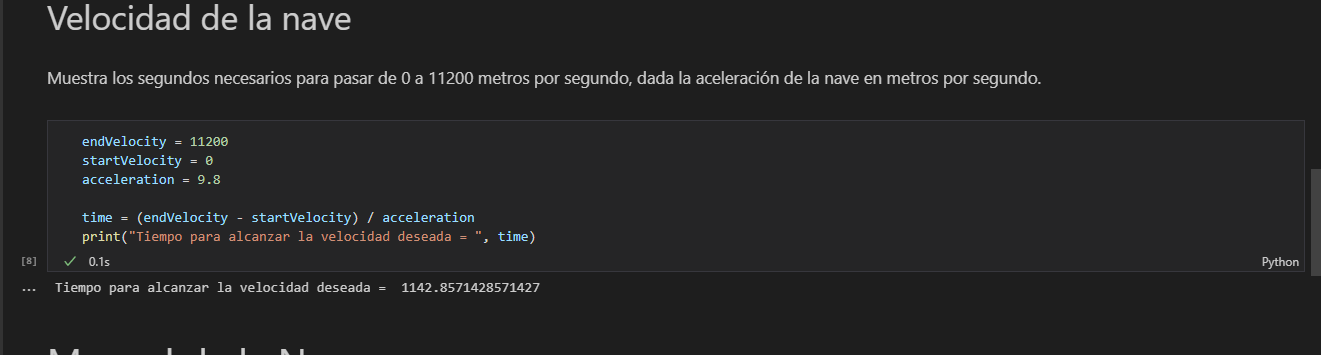 Velocidad de la nave
Muestra los segundos necesarios para pasar de 0 a 11200 metros por segundo, dada la aceleración de la nave en metros por segundo.
endVelocity = 11200
startVelocity = 0
acceleration = 9.8
time = (endVelocity - startVelocity) / acceleration
print("Tiempo para alcanzar la velocidad deseada = ", time)
[8] ✓ 0.1s Python
... Tiempo para alcanzar la velocidad deseada =  1142.8571428571427